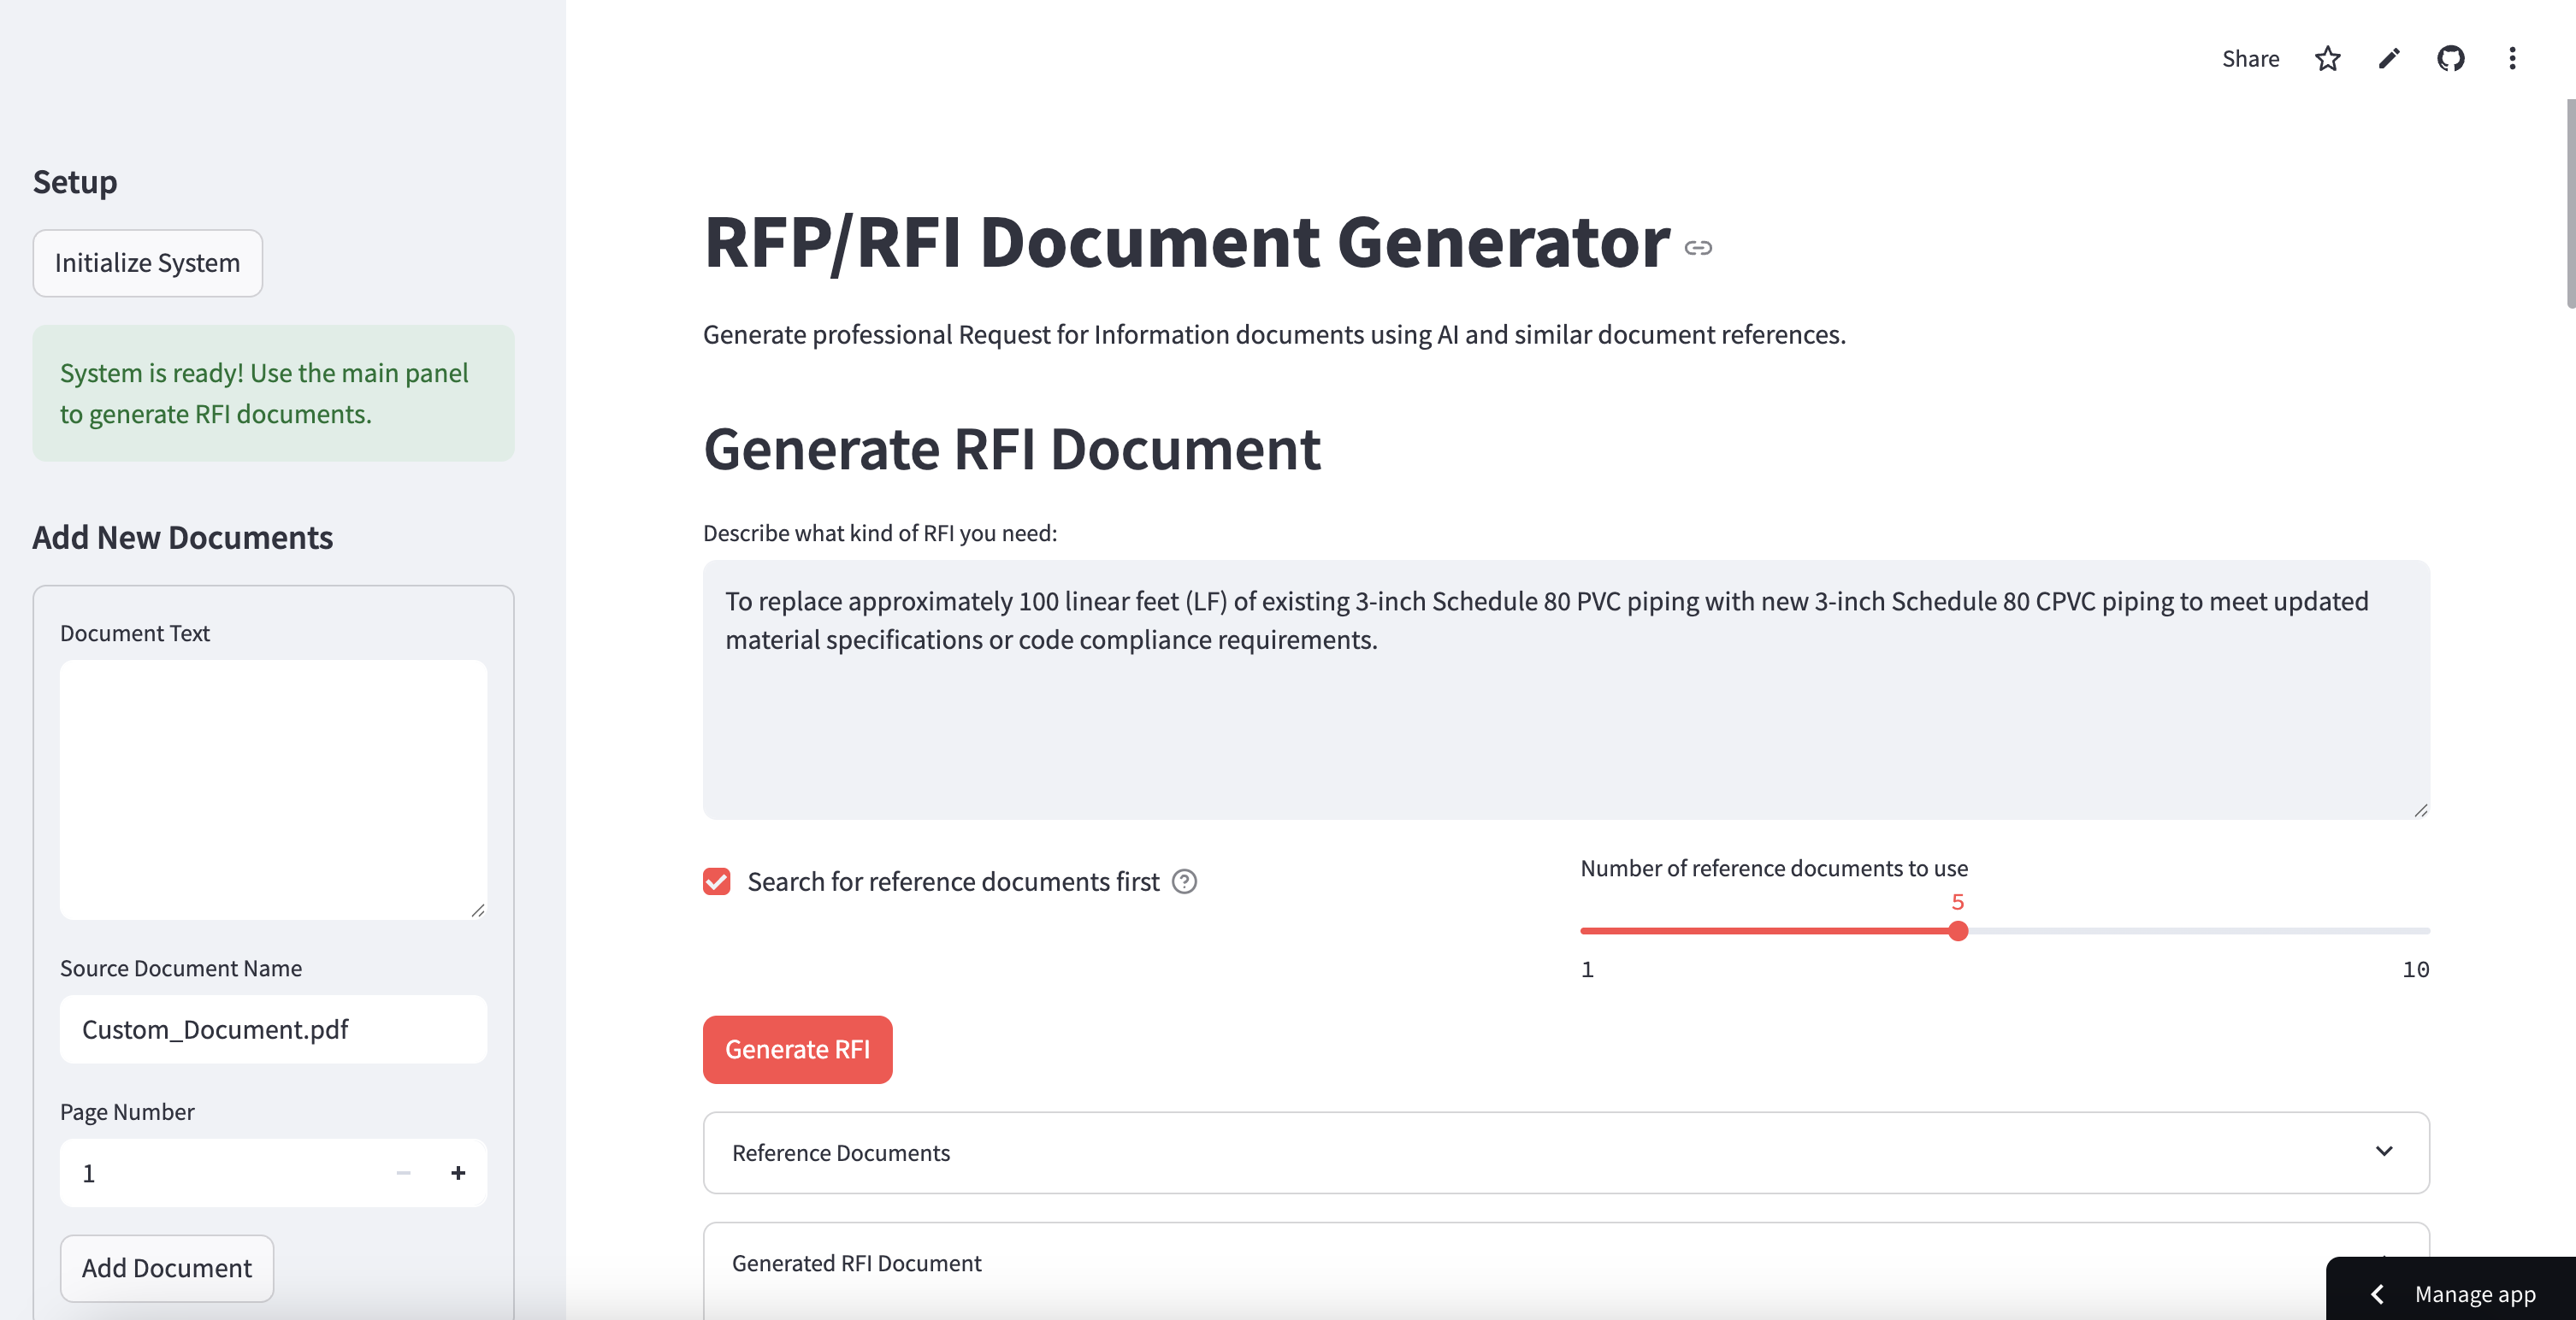 Share
Setup
Initialize System
System is ready! Use the main panel
to generate RFI documents.
Add New Documents
Document Text
Source Document Name
Custom_Document.pdf
Page Number
1
Add Document
RFP/RFI Document Generator
Generate professional Request for Information documents using AI and similar document references.
Generate RFI Document
Describe what kind of RFI you need:
To replace approximately 100 linear feet (LF) of existing 3-inch Schedule 80 PVC piping with new 3-inch Schedule 80 CPVC piping to meet updated
material specifications or code compliance requirements.
Search for reference documents first
Number of reference documents to use
5
1
10
Generate RFI
Reference Documents
Generated RFI Document
Manage app